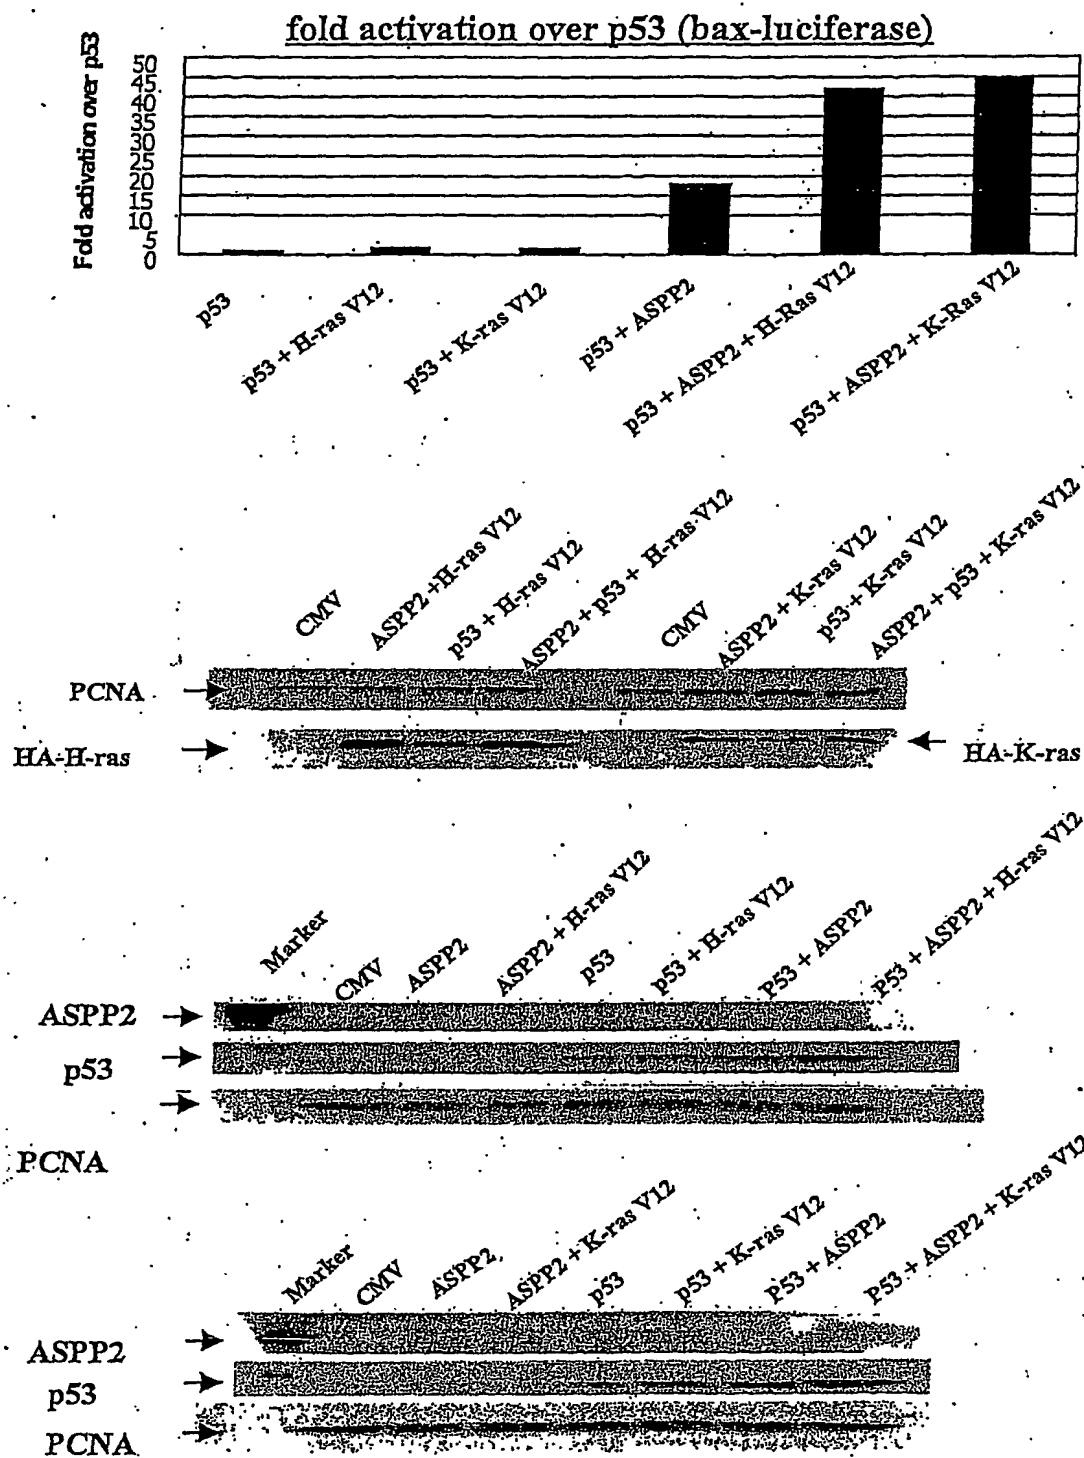 fold activation over p53 (bax-luciferase)
Fold activation over p53
50
45
40
35
30
25
20
15
10
5
0
p53
p53 + H-ras V12
p53 + K-ras V12
p53 + ASPP2
p53 + ASPP2 + H-Ras V12
p53 + ASPP2 + K-Ras V12
CMV
ASPP2 +H-ras V12
p53 + H-ras V12
ASPP2 + p53 + H-ras V12
CMV
ASPP2 + K-ras V12
p53 + K-ras V12
ASPP2 + p53 + K-ras V12
PCNA
HA-H-ras
HA-K-ras
Marker
CMV
ASPP2
ASPP2 + H-ras V12
p53
p53 + H-ras V12
P53 + ASPP2
P53 + ASPP2 + H-ras V12
ASPP2
p53
PCNA
Marker
CMV
ASPP2
ASPP2 + K-ras V12
p53
p53 + K-ras V12
P53 + ASPP2
P53 + ASPP2 + K-ras V12
ASPP2
p53
PCNA